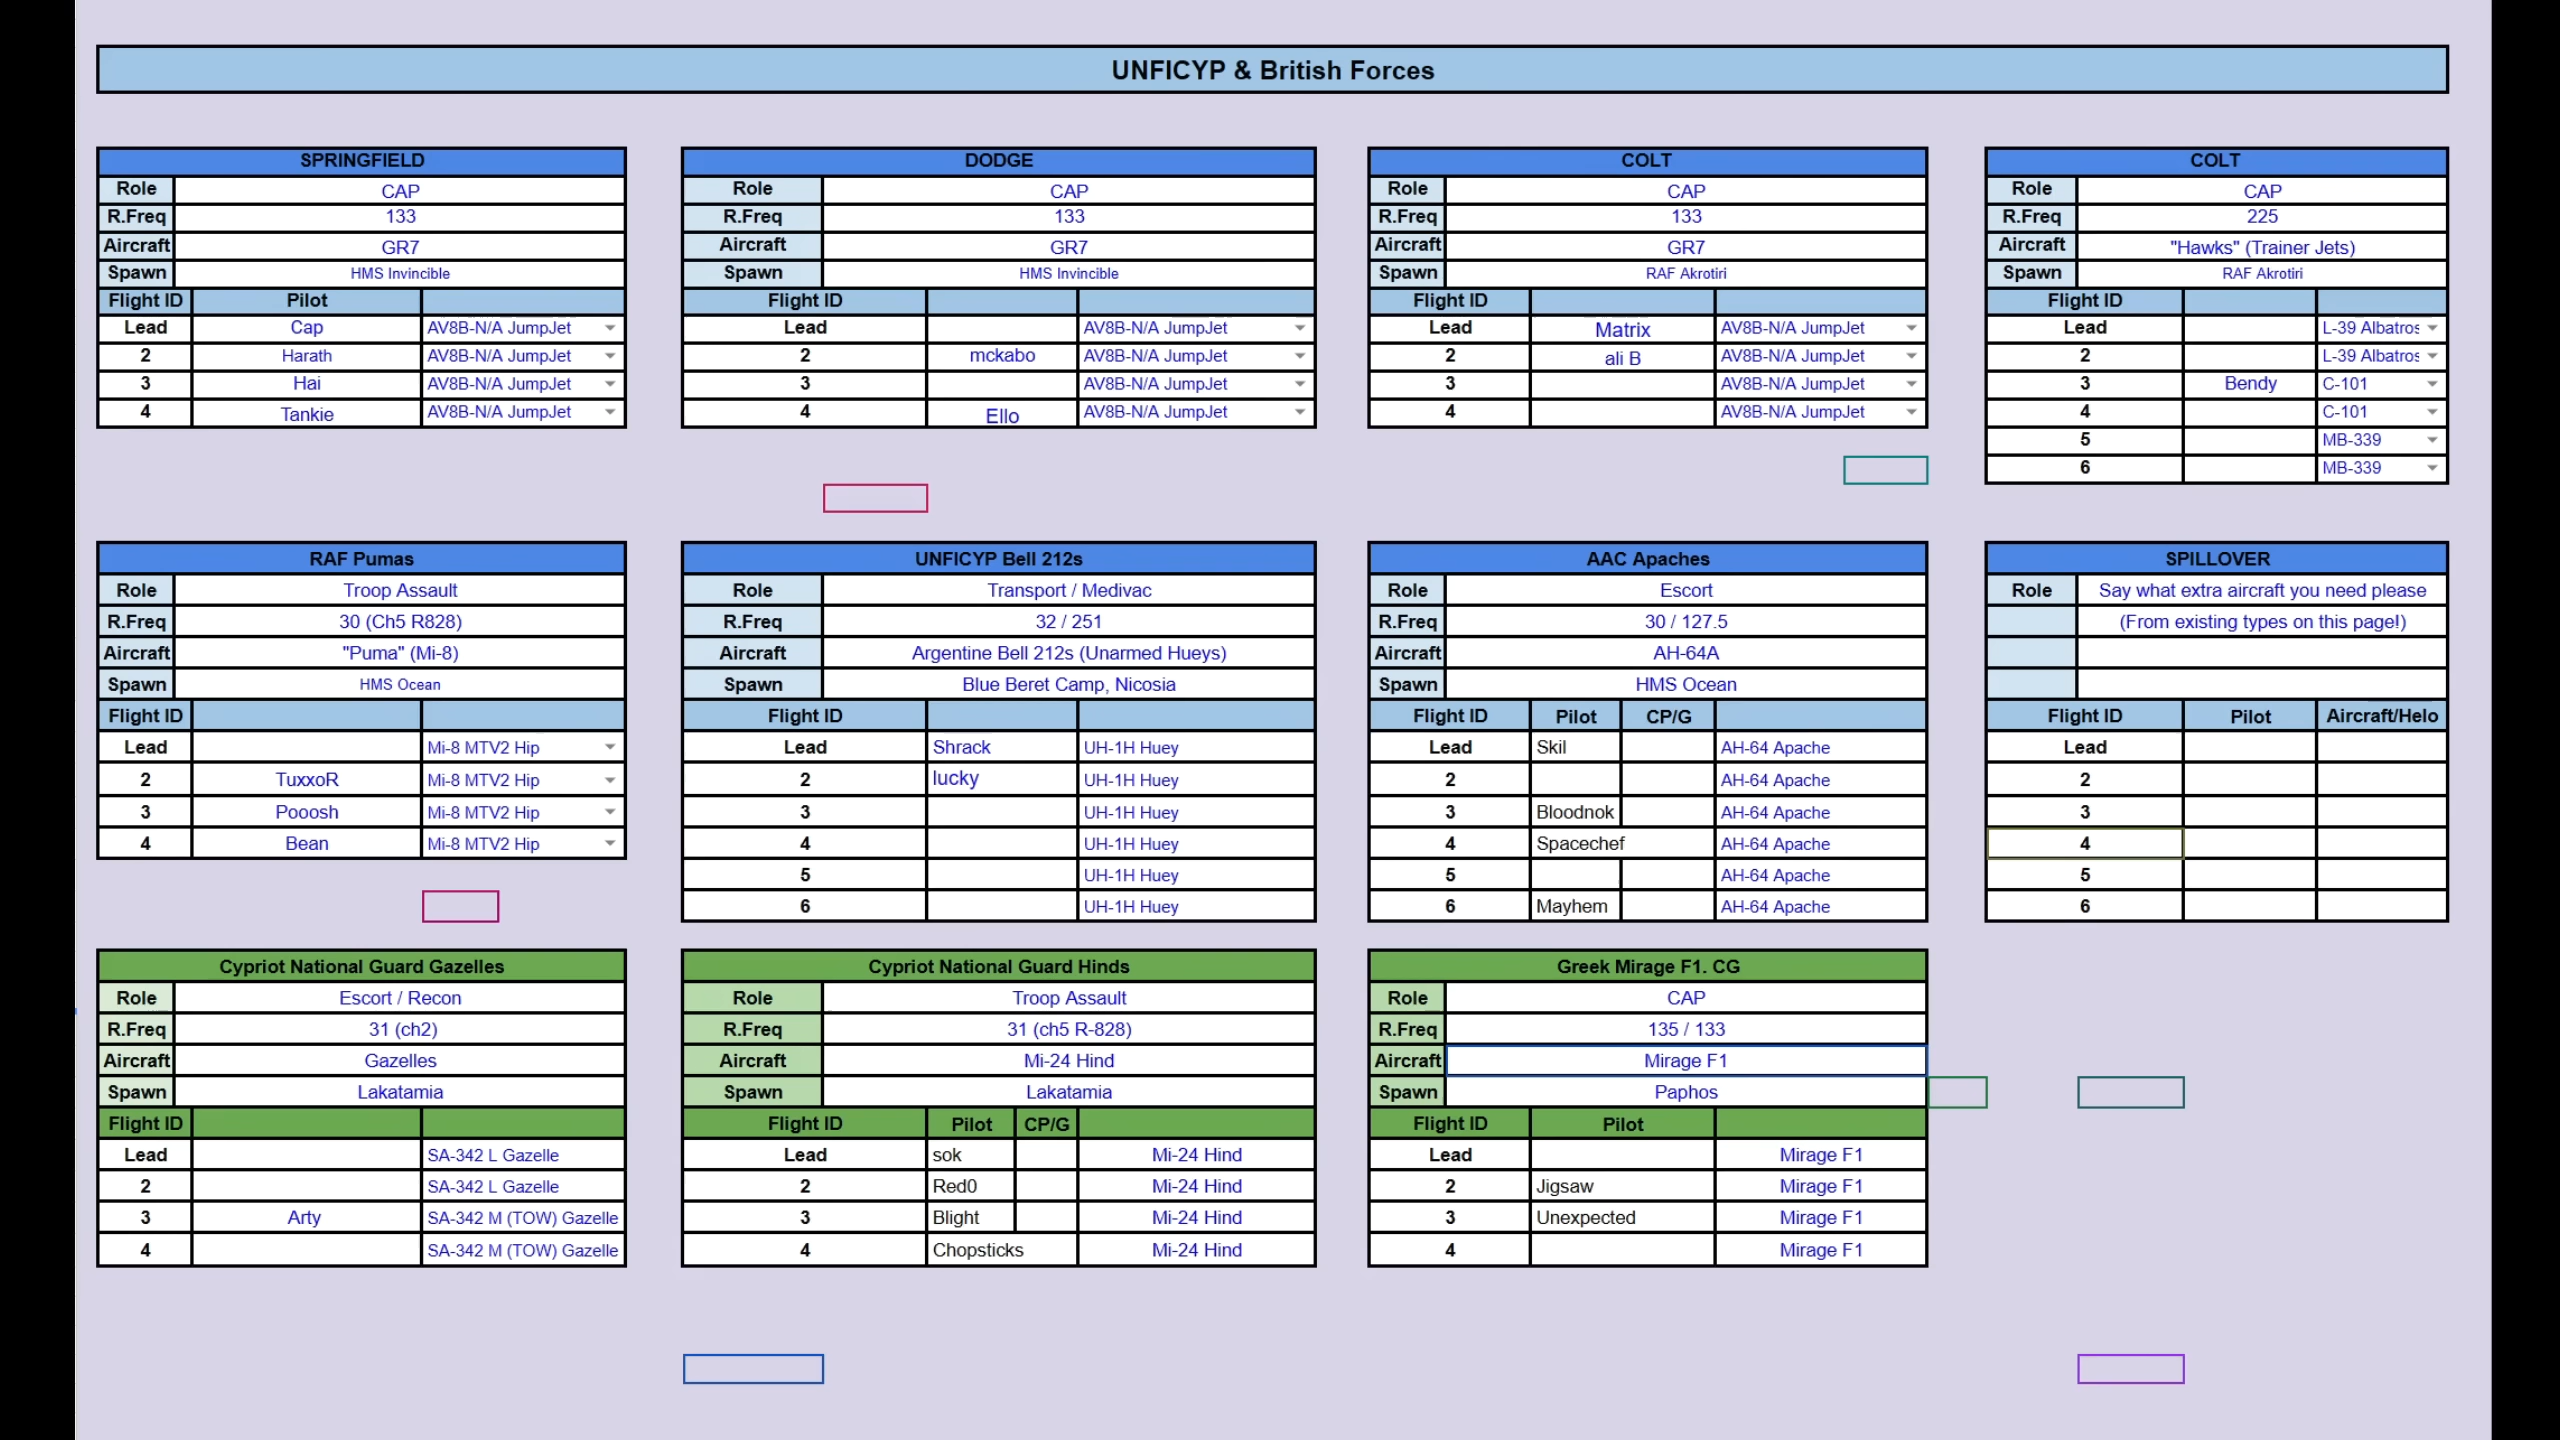 UNFICYP & British Forces
SPRINGFIELD
Role CAP
R.Freq 133
Aircraft GR7
Spawn HMS Invincible
Flight ID Pilot
Lead Cap AV8B-N/A JumpJet
2 Harath AV8B-N/A JumpJet
3 Hai AV8B-N/A JumpJet
4 Tankie AV8B-N/A JumpJet
DODGE
Role CAP
R.Freq 133
Aircraft GR7
Spawn HMS Invincible
Flight ID
Lead AV8B-N/A JumpJet
2 mckabo AV8B-N/A JumpJet
3 AV8B-N/A JumpJet
4 Ello AV8B-N/A JumpJet
COLT
Role CAP
R.Freq 133
Aircraft GR7
Spawn RAF Akrotiri
Flight ID
Lead Matrix AV8B-N/A JumpJet
2 ali B AV8B-N/A JumpJet
3 AV8B-N/A JumpJet
4 AV8B-N/A JumpJet
COLT
Role CAP
R.Freq 225
Aircraft "Hawks" (Trainer Jets)
Spawn RAF Akrotiri
Flight ID
Lead L-39 Albatros
2 L-39 Albatros
3 Bendy C-101
4 C-101
5 MB-339
6 MB-339
RAF Pumas
Role Troop Assault
R.Freq 30 (Ch5 R828)
Aircraft "Puma" (Mi-8)
Spawn HMS Ocean
Flight ID
Lead Mi-8 MTV2 Hip
2 TuxxoR Mi-8 MTV2 Hip
3 Pooosh Mi-8 MTV2 Hip
4 Bean Mi-8 MTV2 Hip
UNFICYP Bell 212s
Role Transport / Medivac
R.Freq 32 / 251
Aircraft Argentine Bell 212s (Unarmed Hueys)
Spawn Blue Beret Camp, Nicosia
Flight ID
Lead Shrack UH-1H Huey
2 lucky UH-1H Huey
3 UH-1H Huey
4 UH-1H Huey
5 UH-1H Huey
6 UH-1H Huey
AAC Apaches
Role Escort
R.Freq 30 / 127.5
Aircraft AH-64A
Spawn HMS Ocean
Flight ID Pilot CP/G
Lead Skil AH-64 Apache
2 AH-64 Apache
3 Bloodnok AH-64 Apache
4 Spacechef AH-64 Apache
5 AH-64 Apache
6 Mayhem AH-64 Apache
SPILLOVER
Role Say what extra aircraft you need please
(From existing types on this page!)
Flight ID Pilot Aircraft/Helo
Lead
2
3
4
5
6
Cypriot National Guard Gazelles
Role Escort / Recon
R.Freq 31 (ch2)
Aircraft Gazelles
Spawn Lakatamia
Flight ID
Lead SA-342 L Gazelle
2 SA-342 L Gazelle
3 Arty SA-342 M (TOW) Gazelle
4 SA-342 M (TOW) Gazelle
Cypriot National Guard Hinds
Role Troop Assault
R.Freq 31 (ch5 R-828)
Aircraft Mi-24 Hind
Spawn Lakatamia
Flight ID Pilot CP/G
Lead sok Mi-24 Hind
2 Red0 Mi-24 Hind
3 Blight Mi-24 Hind
4 Chopsticks Mi-24 Hind
Greek Mirage F1. CG
Role CAP
R.Freq 135 / 133
Aircraft Mirage F1
Spawn Paphos
Flight ID Pilot
Lead Mirage F1
2 Jigsaw Mirage F1
3 Unexpected Mirage F1
4 Mirage F1